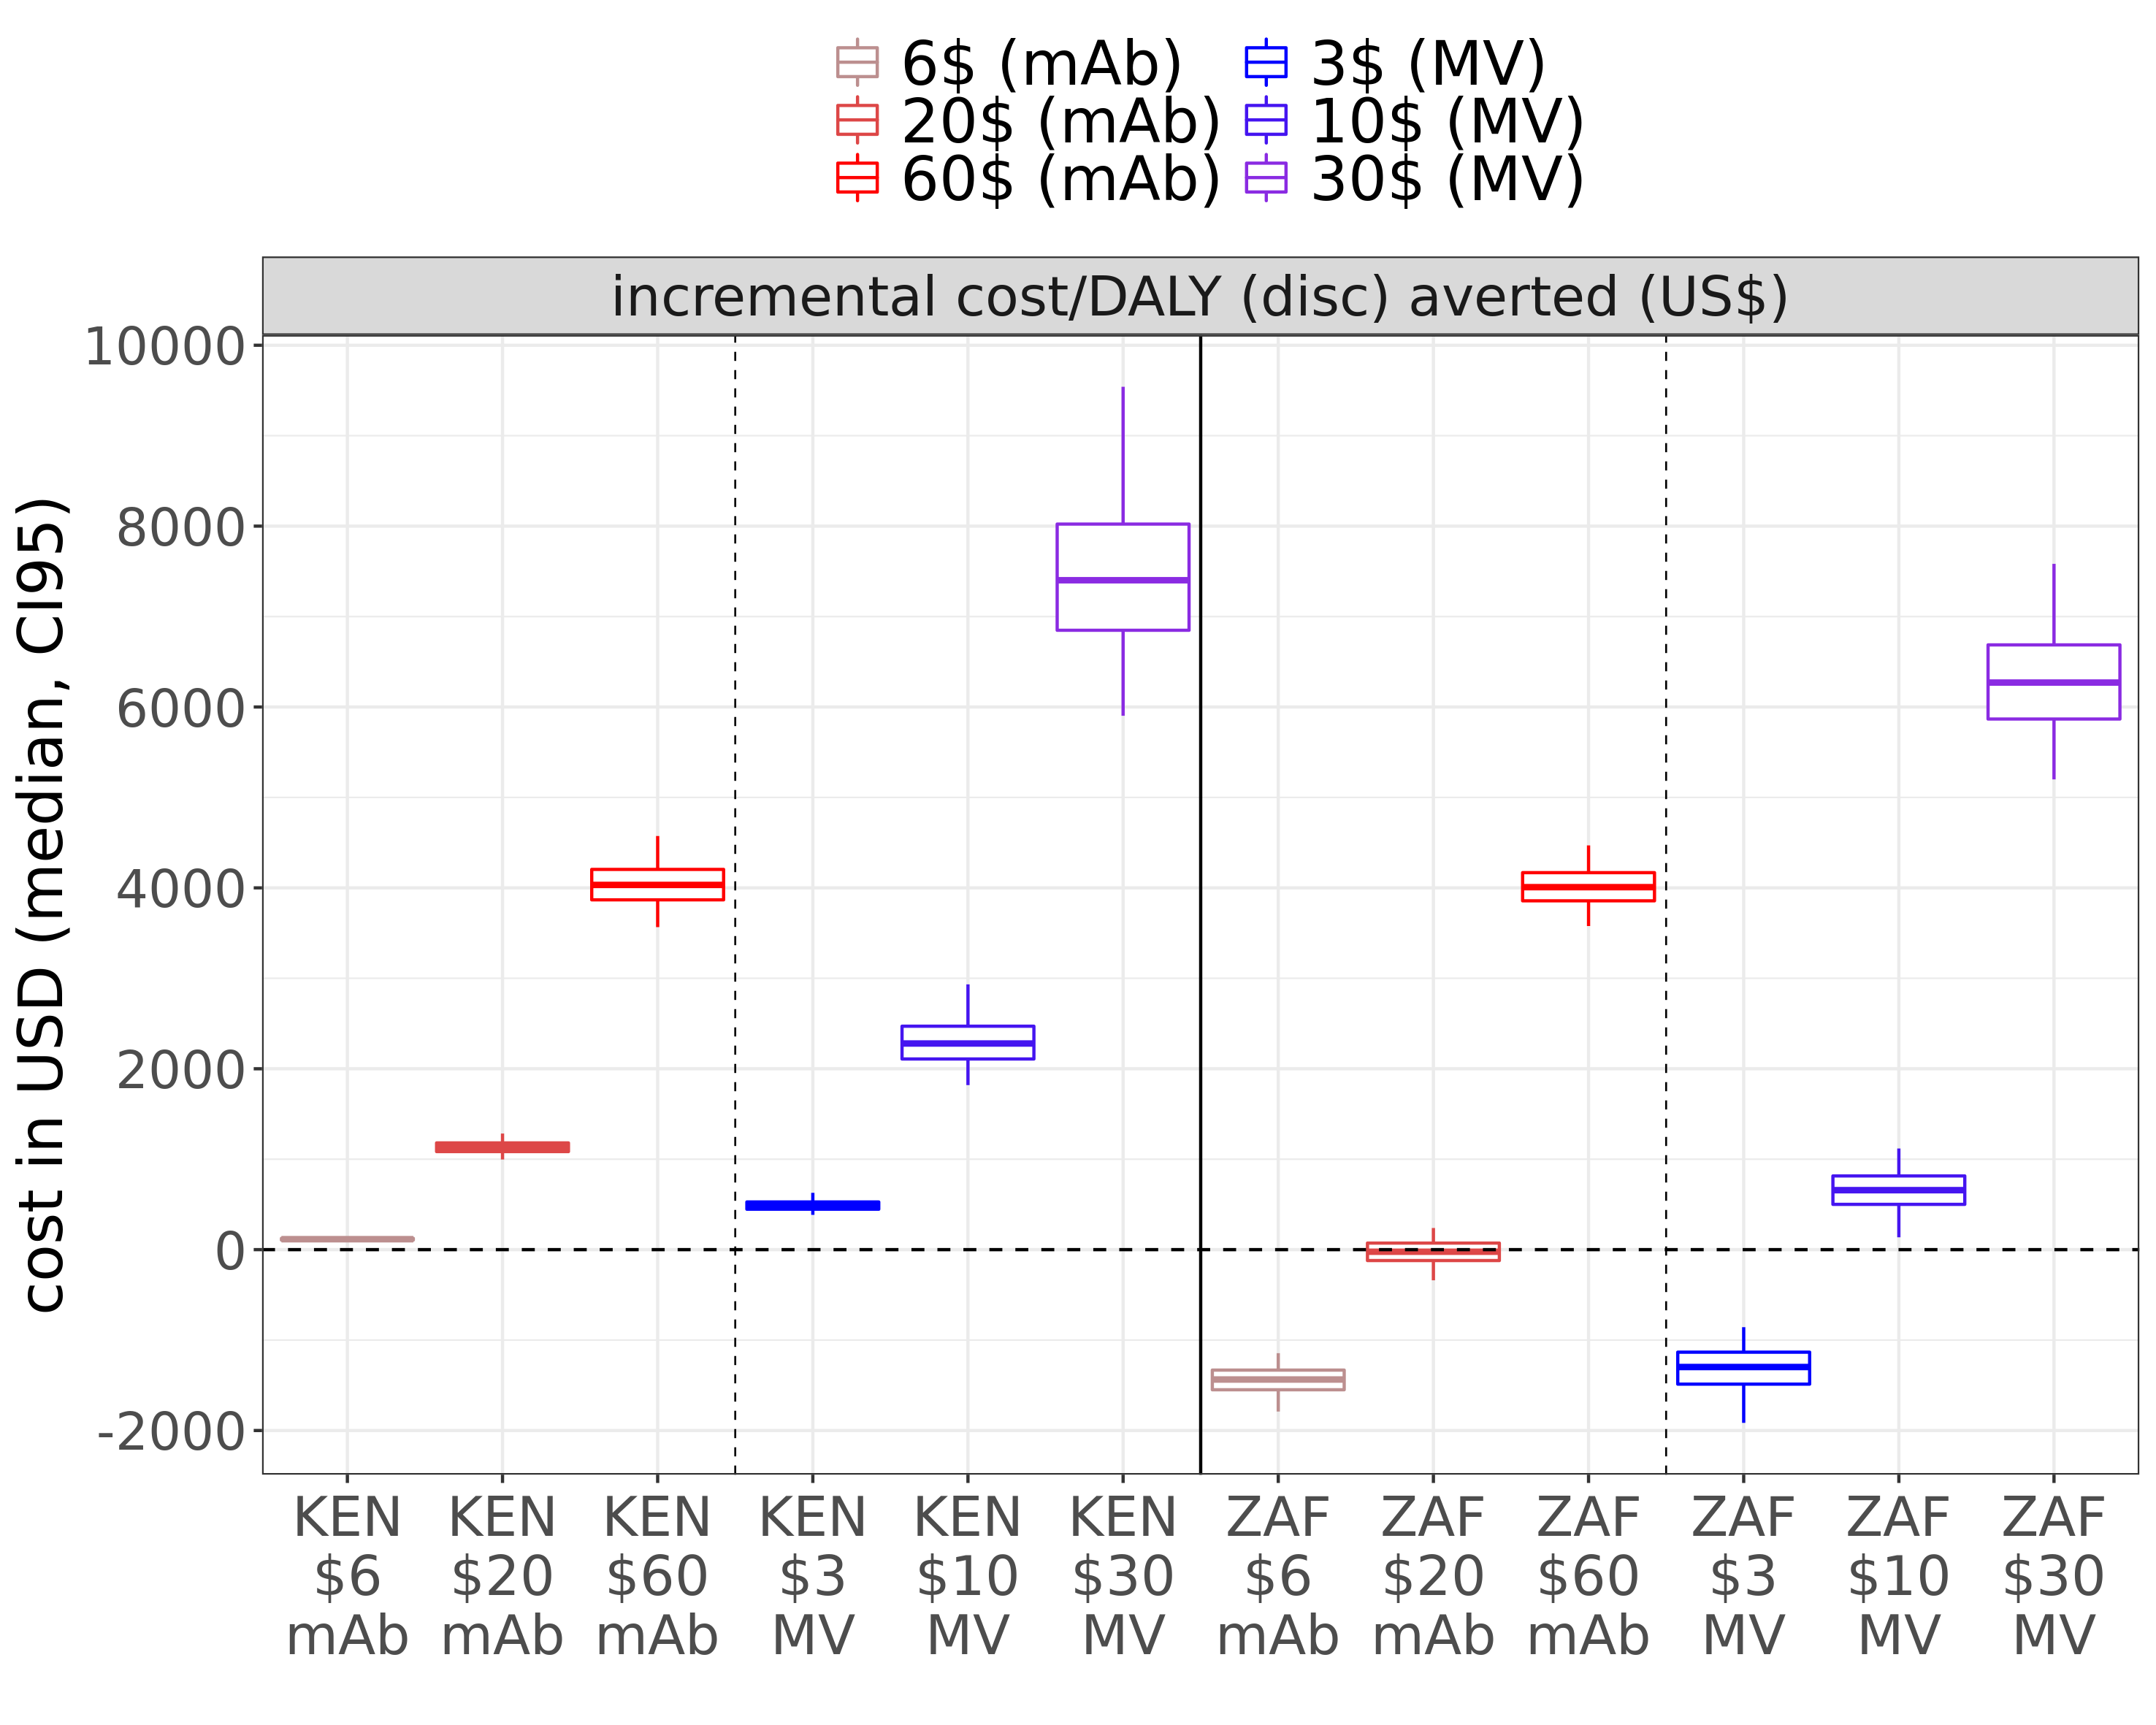 6$ (mAb) 3$ (MV)
20$ (mAb) 10$ (MV)
60$ (mAb) 30$ (MV)
incremental cost/DALY (disc) averted (US$)
cost in USD (median, CI95)
10000
8000
6000
4000
2000
0
-2000
KEN KEN KEN KEN KEN KEN ZAF ZAF ZAF ZAF ZAF ZAF
$6 $20 $60 $3 $10 $30 $6 $20 $60 $3 $10 $30
mAb mAb mAb MV MV MV mAb mAb mAb MV MV MV